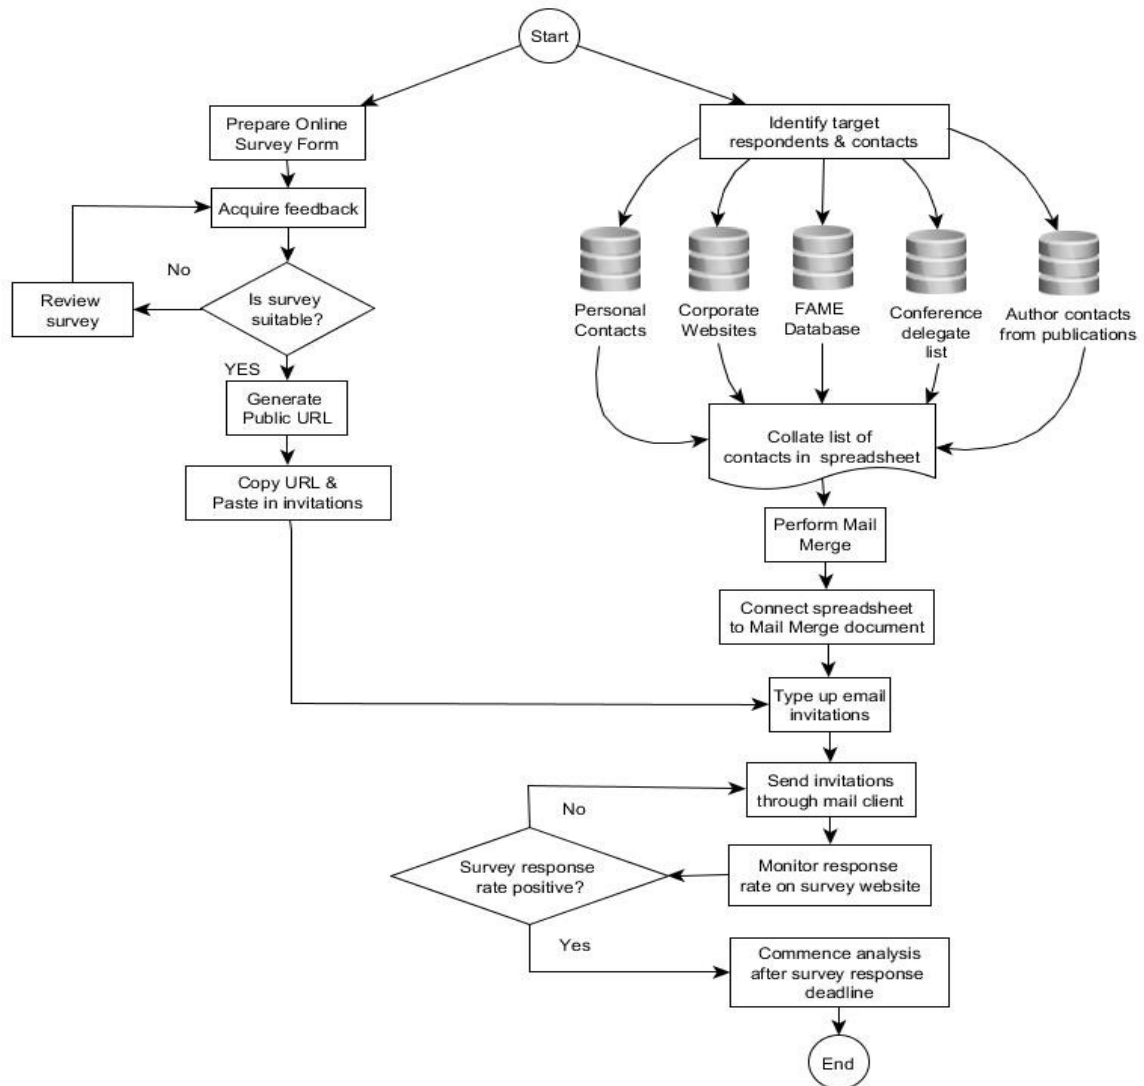 Start
Prepare Online
Survey Form
Identify target
respondents & contacts
Acquire feedback
No
Review
survey
Is survey
suitable?
YES
Generate
Public URL
Copy URL &
Paste in invitations
Personal
Contacts
Corporate
Websites
FAME
Database
Conference
delegate
list
Author contacts
from publications
Collate list of
contacts in spreadsheet
Perform Mail
Merge
Connect spreadsheet
to Mail Merge document
Type up email
invitations
Send invitations
through mail client
No
Survey response
rate positive?
Monitor response
rate on survey website
Yes
Commence analysis
after survey response
deadline
End